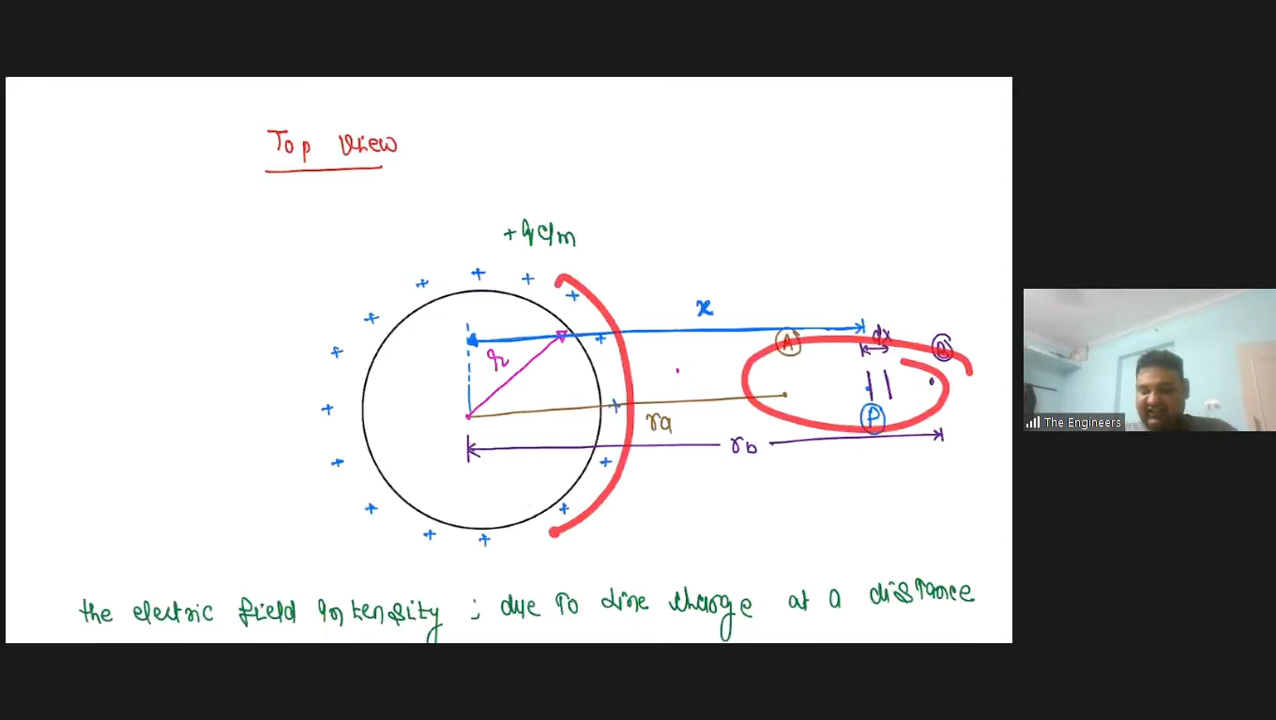 Top View
+q C/m
x
dx
A
B
r
P
ra
rb
the electric field intensity ; due to line charge at a distance
The Engineers